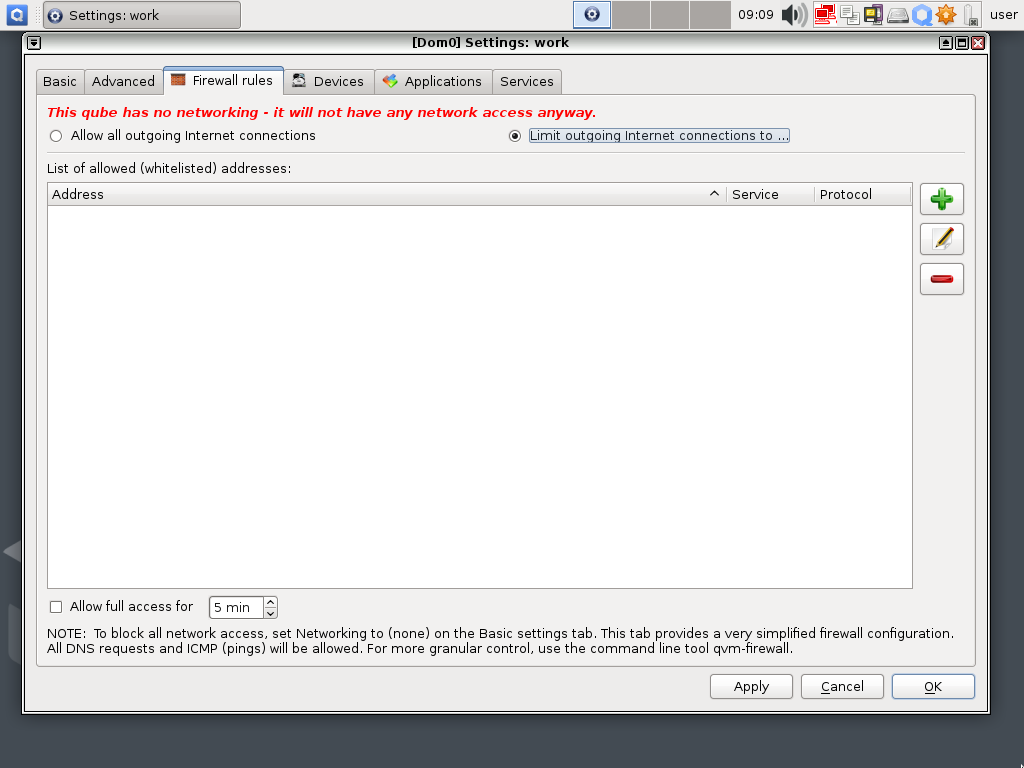 Settings: work
09:09
user
[Dom0] Settings: work
Basic
Advanced
Firewall rules
Devices
Applications
Services
This qube has no networking - it will not have any network access anyway.
Allow all outgoing Internet connections
Limit outgoing Internet connections to ...
List of allowed (whitelisted) addresses:
Address
Service
Protocol
Allow full access for
5 min
NOTE: To block all network access, set Networking to (none) on the Basic settings tab. This tab provides a very simplified firewall configuration.
All DNS requests and ICMP (pings) will be allowed. For more granular control, use the command line tool qvm-firewall.
Apply
Cancel
OK